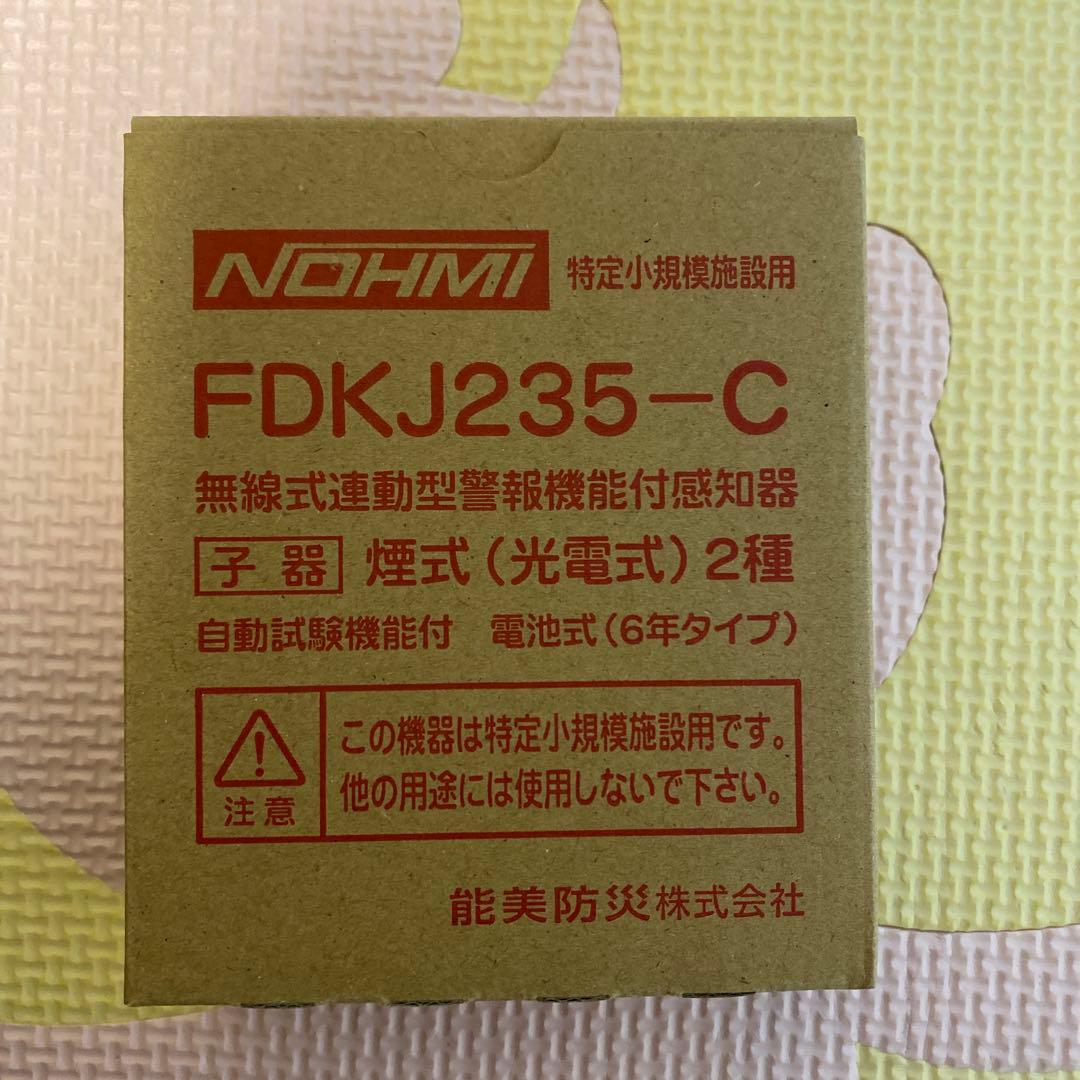 NOHMI 特定小規模施設用
FDKJ235-C
無線式連動型警報機能付感知器
子器 煙式(光電式)2種
自動試験機能付 電池式(6年タイプ)
この機器は特定小規模施設用です。
注意 他の用途には使用しないで下さい。
能美防災株式会社